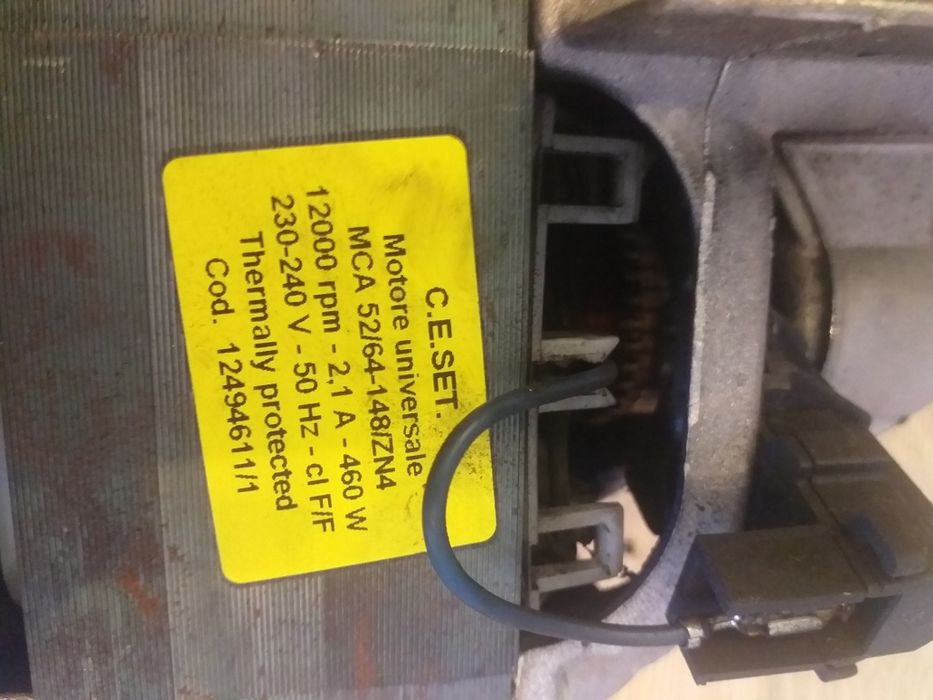 C.E.SET.
Motore universale
MCA 52/64-148/ZN4
12000 rpm - 2,1 A - 460 W
230-240 V - 50 Hz - cl F/F
Thermally protected
Cod. 12494611/1